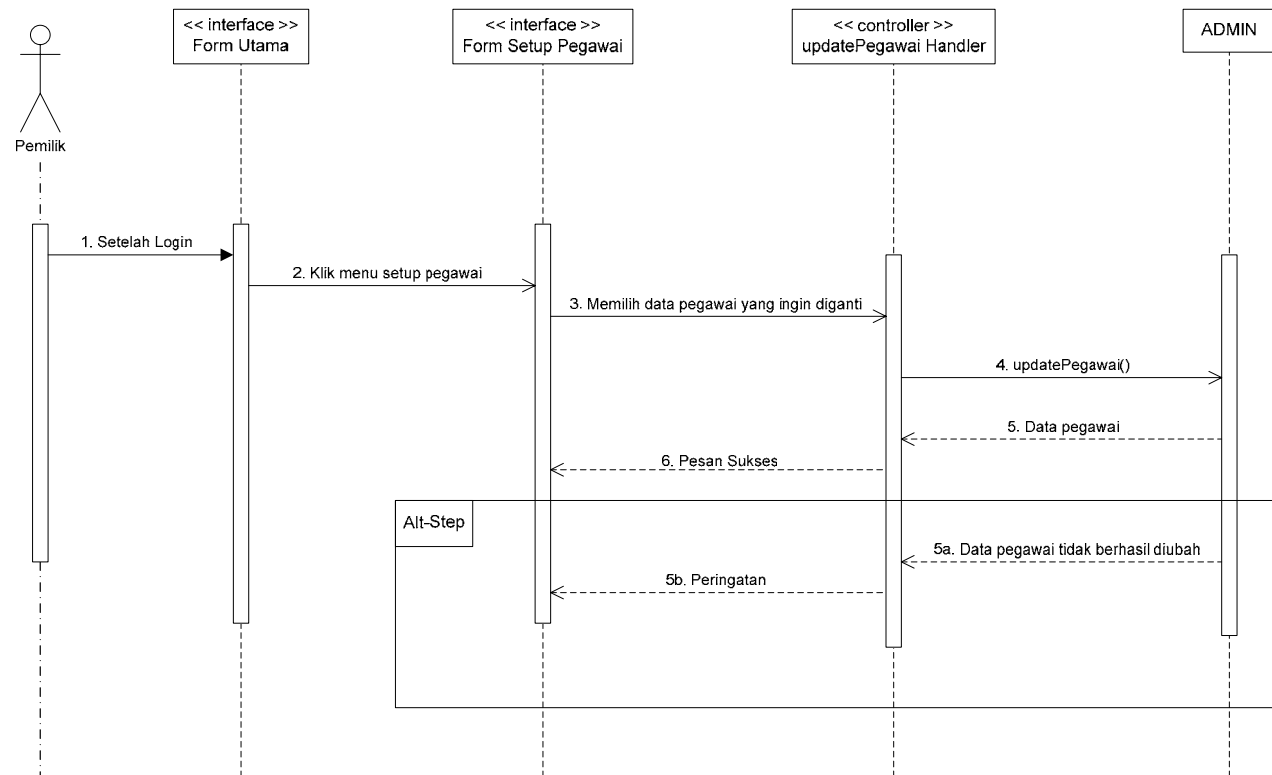 << interface >>
Form Utama
<< interface >>
Form Setup Pegawai
<< controller >>
updatePegawai Handler
ADMIN
Pemilik
1. Setelah Login
2. Klik menu setup pegawai
3. Memilih data pegawai yang ingin diganti
4. updatePegawai()
5. Data pegawai
6. Pesan Sukses
Alt-Step
5a. Data pegawai tidak berhasil diubah
5b. Peringatan